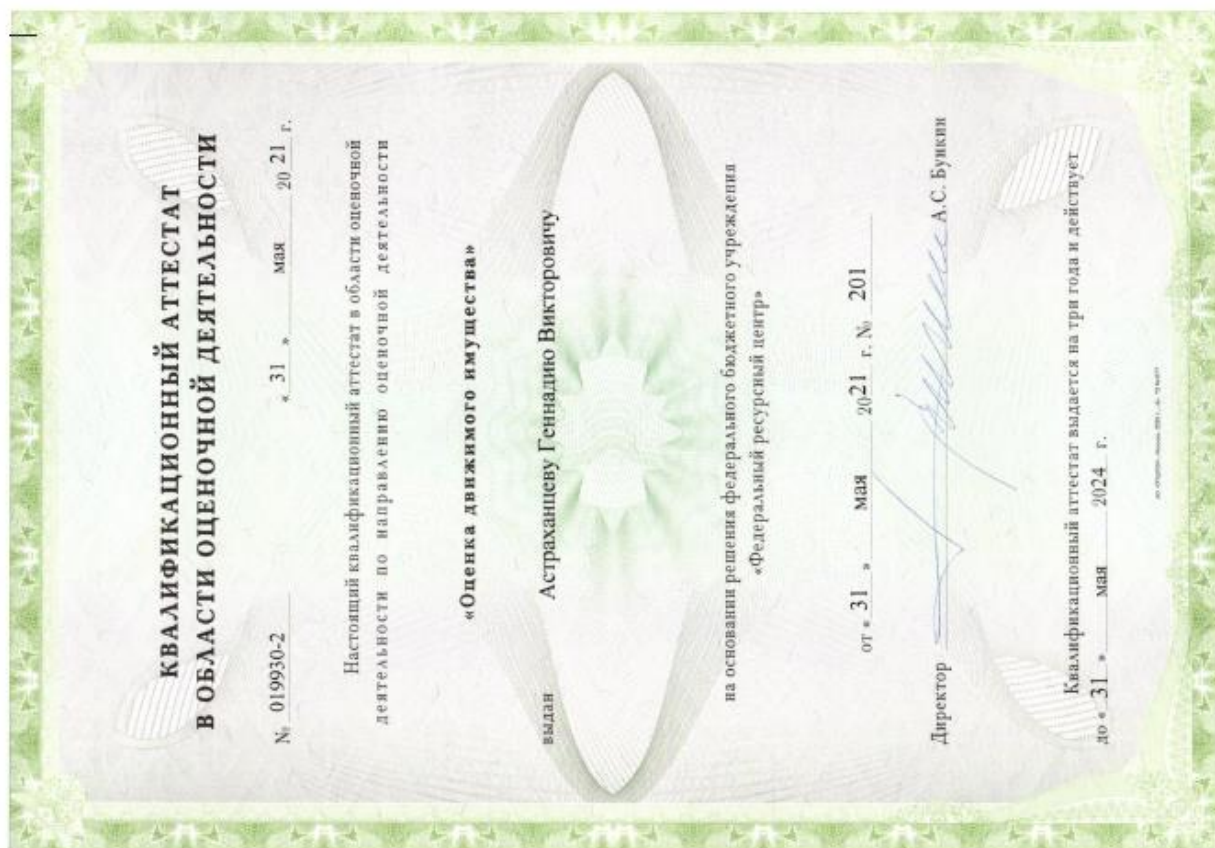 КВАЛИФИКАЦИОННЫЙ АТТЕСТАТ
В ОБЛАСТИ ОЦЕНОЧНОЙ ДЕЯТЕЛЬНОСТИ
№ 019930-2 « 31 » мая 20 21 г.
Настоящий квалификационный аттестат в области оценочной
деятельности по направлению оценочной деятельности
«Оценка движимого имущества»
выдан Астраханцеву Геннадию Викторовичу
на основании решения федерального бюджетного учреждения
«Федеральный ресурсный центр»
от « 31 » мая 2021 г. № 201
Директор А.С. Бункин
Квалификационный аттестат выдается на три года и действует
до « 31 » мая 2024 г.